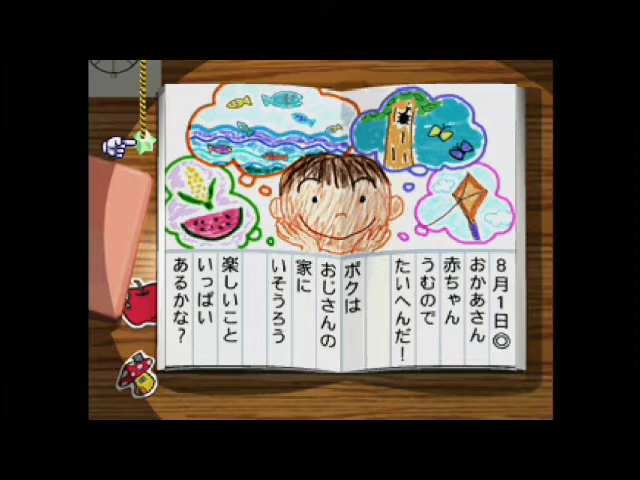 8月1日◎
おかあさん
赤ちゃん
うむので
たいへんだ！
ボクは
おじさんの
家に
いそうろう
楽しいこと
いっぱい
あるかな？